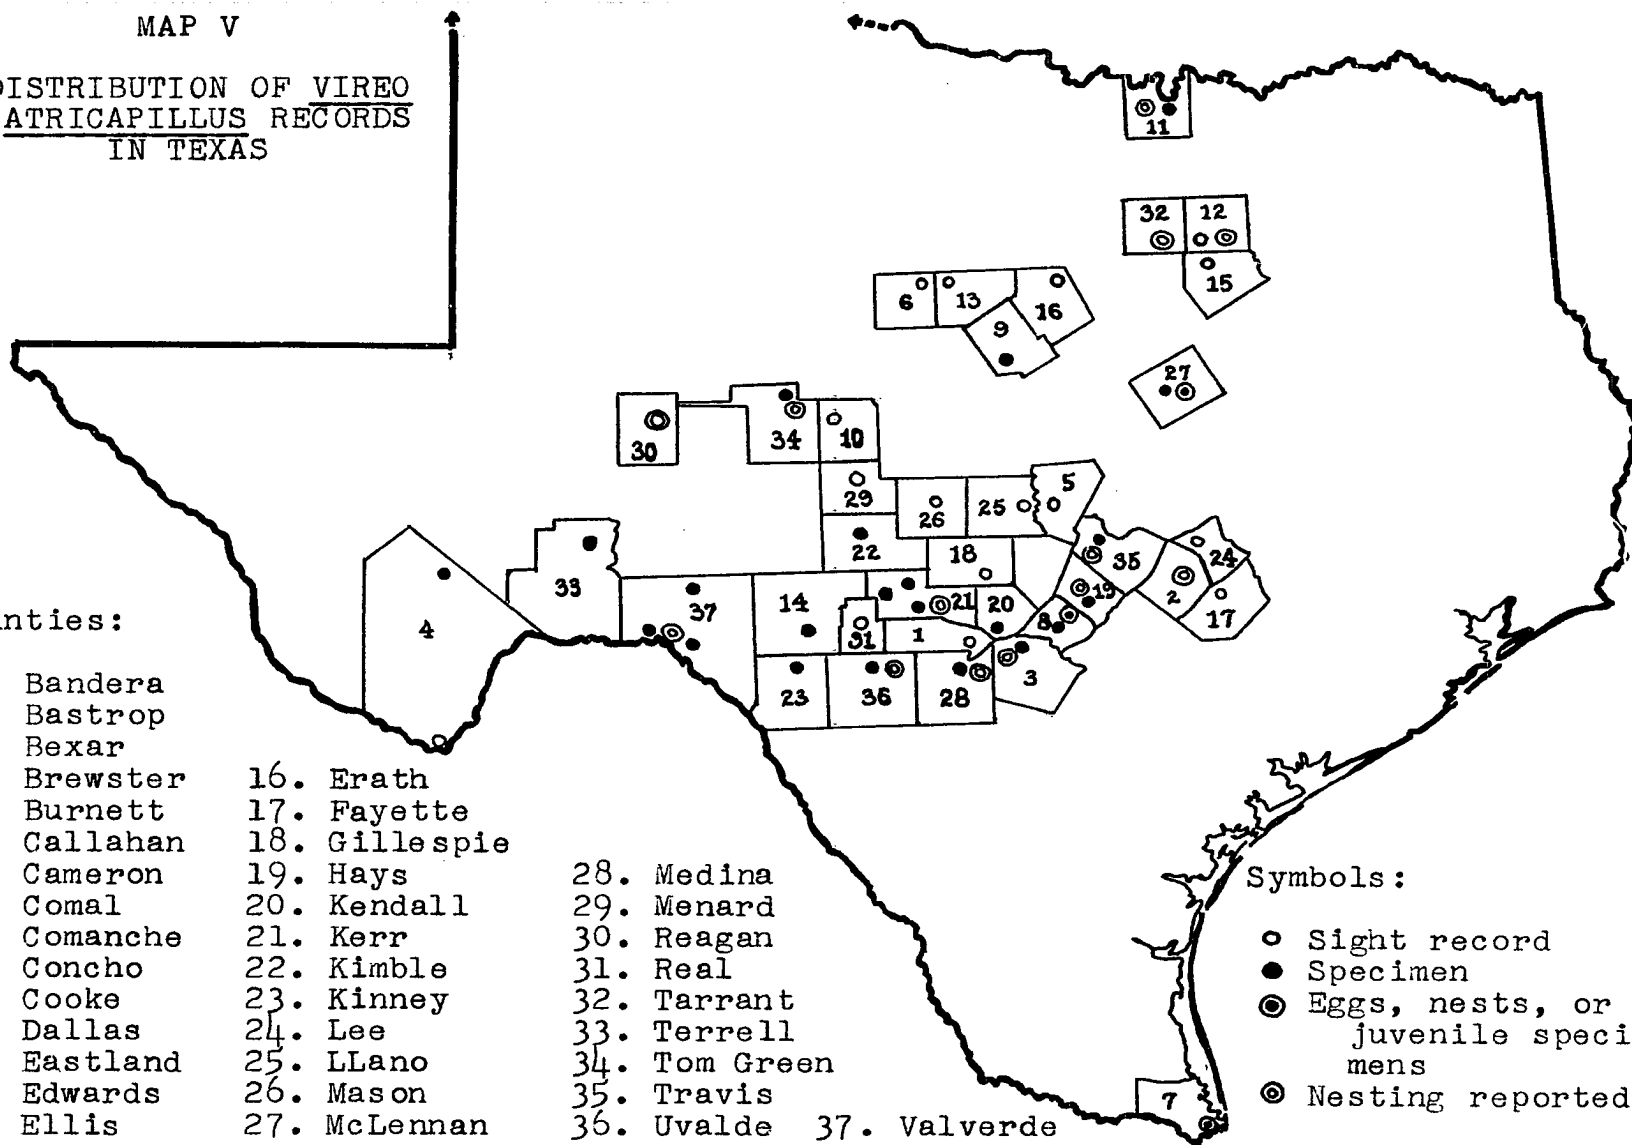 MAP V
DISTRIBUTION OF VIREO
ATRICAPILLUS RECORDS
IN TEXAS
11
32 12
15
6 13 16
9
27
30 34 10
29 26 25 5
22 18 35 24
33 37 14 21 20 19 2 17
4 31 1 8
23 36 28 3
nties:
Bandera
Bastrop
Bexar
Brewster 16. Erath
Burnett 17. Fayette
Callahan 18. Gillespie
Cameron 19. Hays 28. Medina
Comal 20. Kendall 29. Menard
Comanche 21. Kerr 30. Reagan
Concho 22. Kimble 31. Real
Cooke 23. Kinney 32. Tarrant
Dallas 24. Lee 33. Terrell
Eastland 25. LLano 34. Tom Green
Edwards 26. Mason 35. Travis
Ellis 27. McLennan 36. Uvalde 37. Valverde
7
Symbols:
Sight record
Specimen
Eggs, nests, or
juvenile speci
mens
Nesting reported